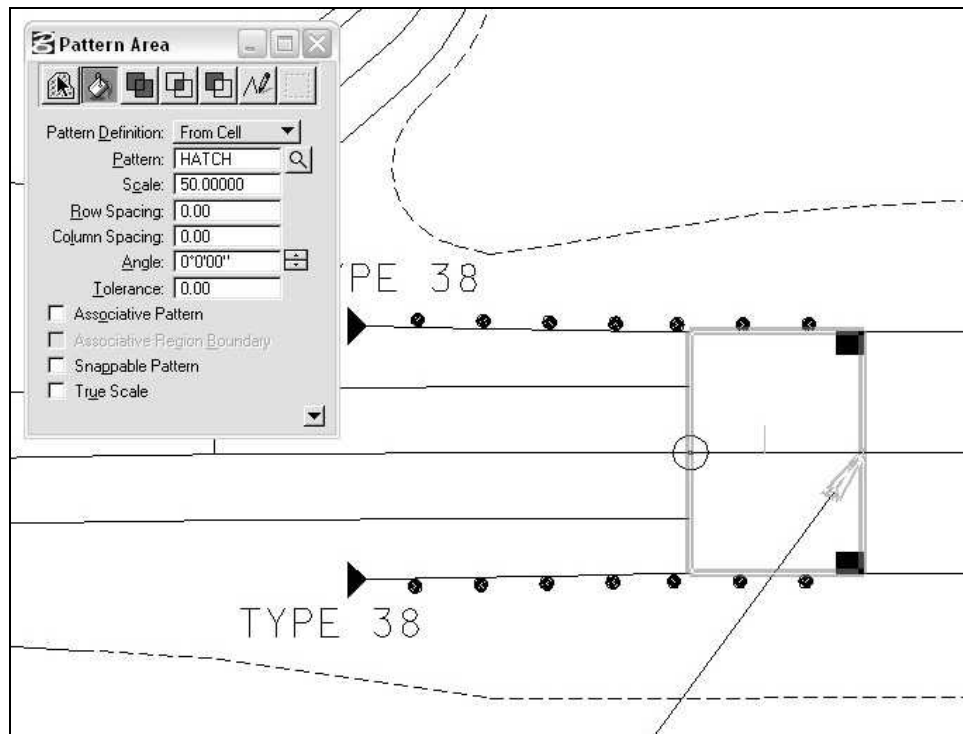 Pattern Area
Pattern Definition: From Cell
Pattern: HATCH
Scale: 50.00000
Row Spacing: 0.00
Column Spacing: 0.00
Angle: 0°0'00"
Tolerance: 0.00
Associative Pattern
Associative Region Boundary
Snappable Pattern
True Scale
YPE 38
TYPE 38